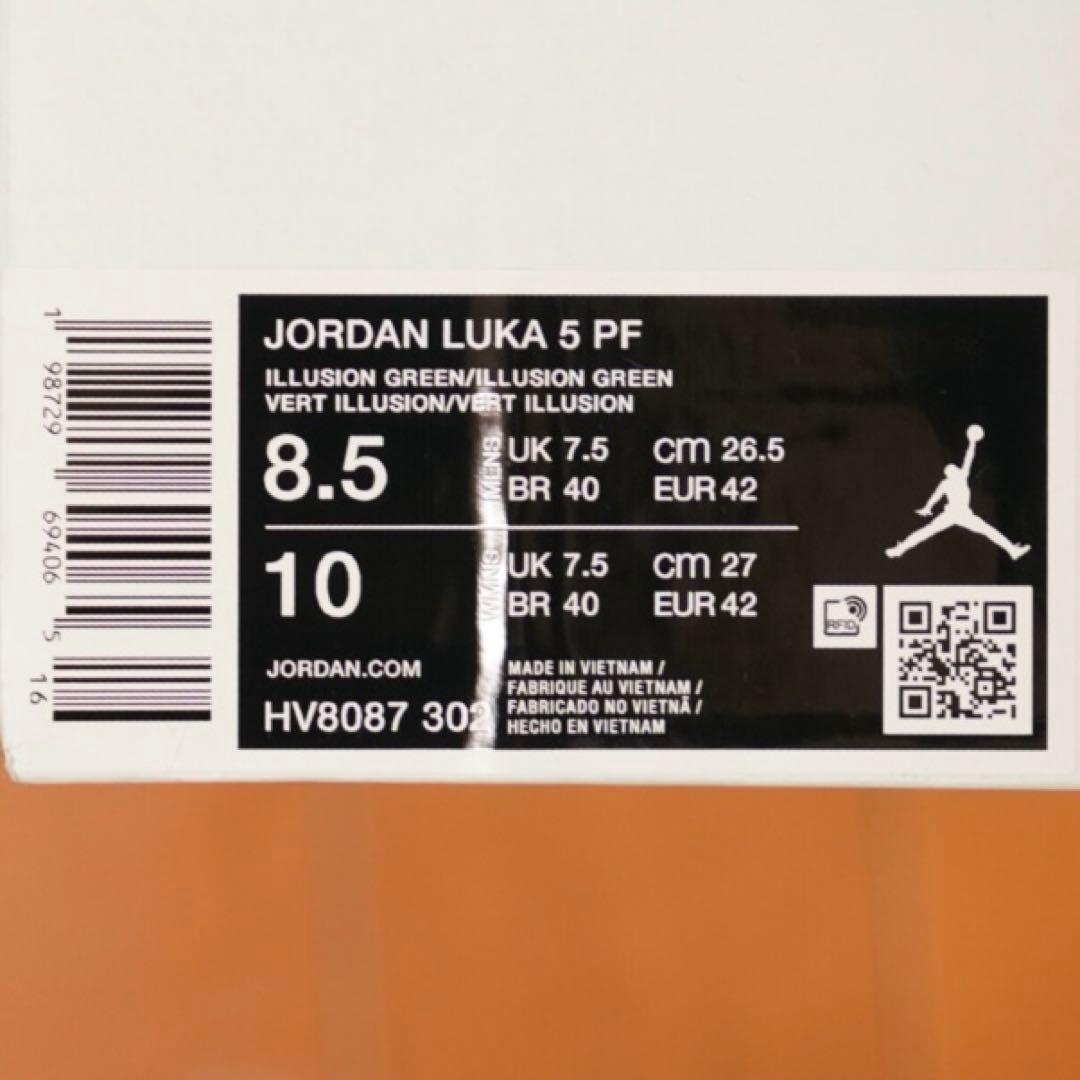 1 98729 69406 5 16
JORDAN LUKA 5 PF
ILLUSION GREEN/ILLUSION GREEN
VERT ILLUSION/VERT ILLUSION
8.5 MENS UK 7.5 cm 26.5
BR 40 EUR 42
10 WMNS UK 7.5 cm 27
BR 40 EUR 42
JORDAN.COM
HV8087 302
MADE IN VIETNAM /
FABRIQUE AU VIETNAM /
FABRICADO NO VIETNÃ /
HECHO EN VIETNAM
RFID